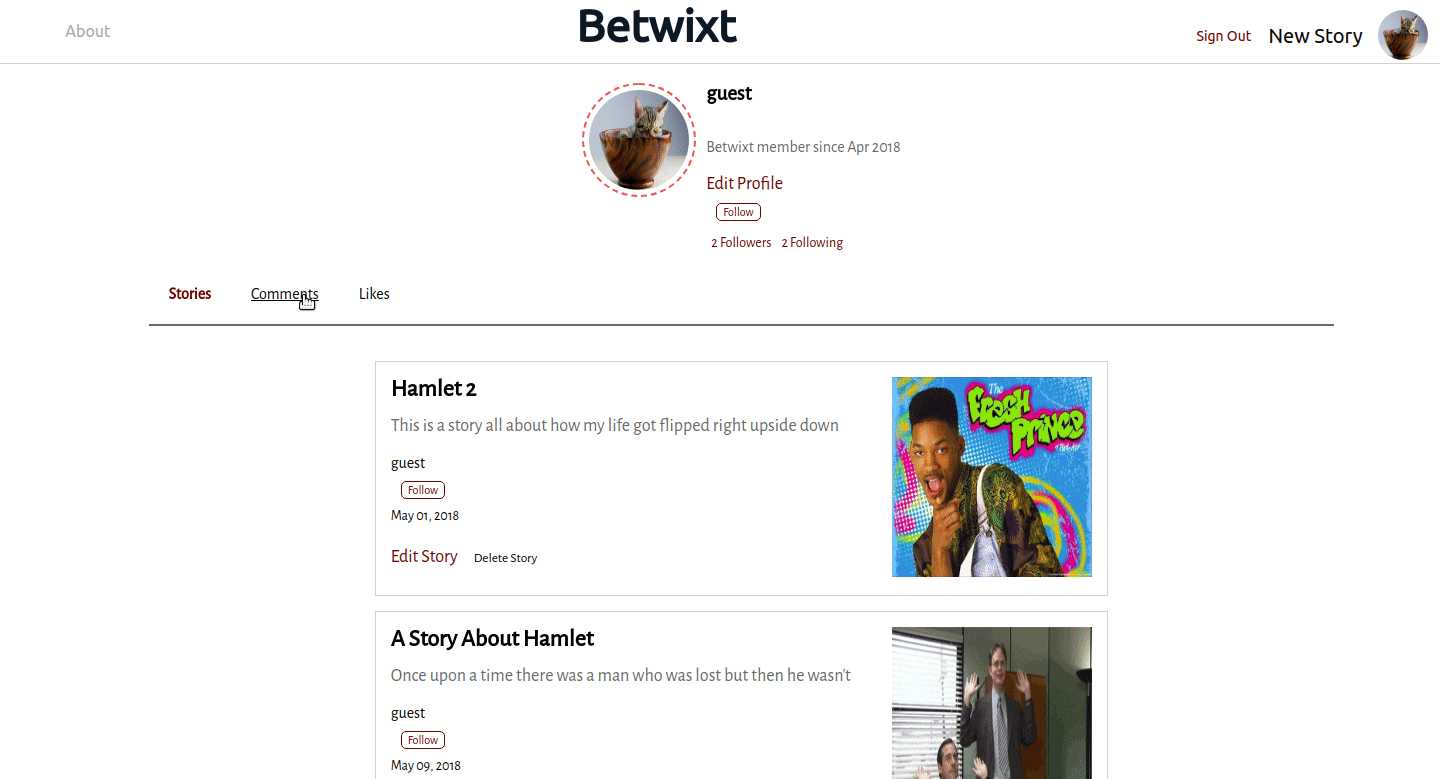 About
Betwixt
Sign Out New Story
guest
Betwixt member since Apr 2018
Edit Profile
Follow
2 Followers 2 Following
Stories Comments Likes
Hamlet 2
This is a story all about how my life got flipped right upside down
guest
Follow
May 01, 2018
Edit Story Delete Story
The
Fresh
Prince
of Bel-Air
A Story About Hamlet
Once upon a time there was a man who was lost but then he wasn't
guest
Follow
May 09, 2018